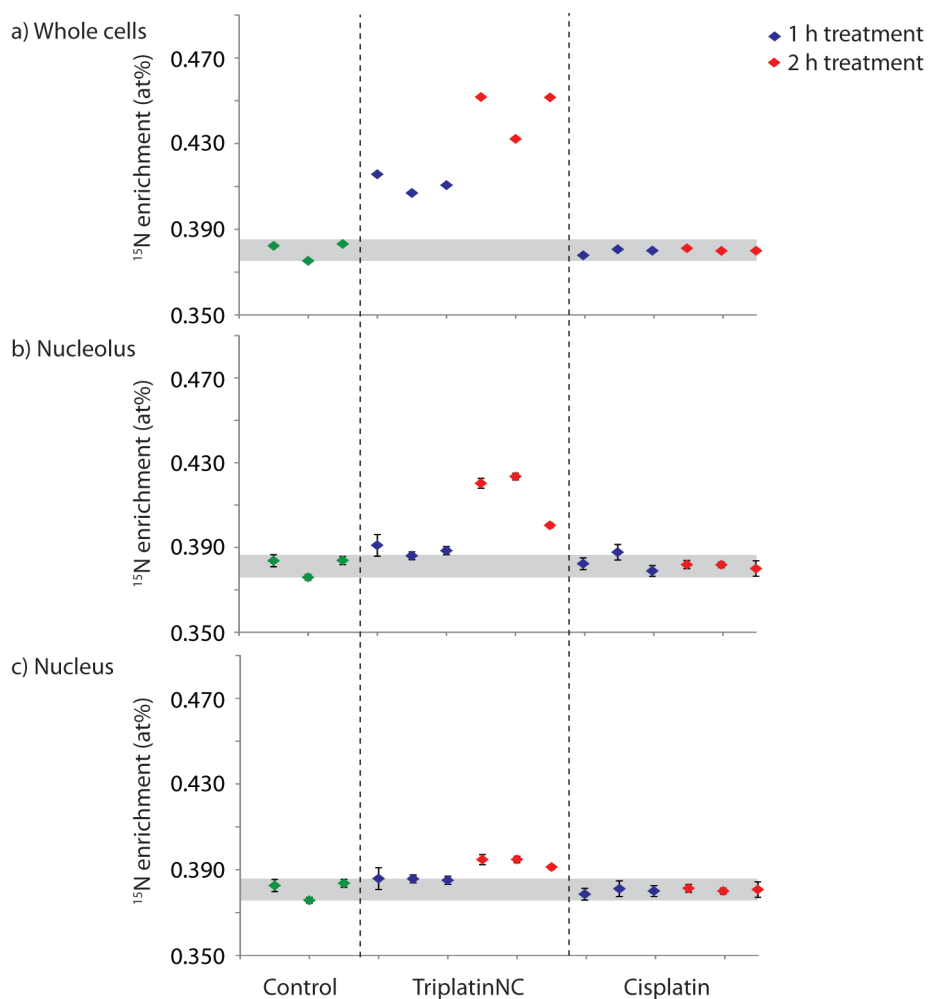 a) Whole cells
1 h treatment
2 h treatment
¹⁵N enrichment (at%)
0.470
0.430
0.390
0.350
b) Nucleolus
¹⁵N enrichment (at%)
0.470
0.430
0.390
0.350
c) Nucleus
¹⁵N enrichment (at%)
0.470
0.430
0.390
0.350
Control TriplatinNC Cisplatin